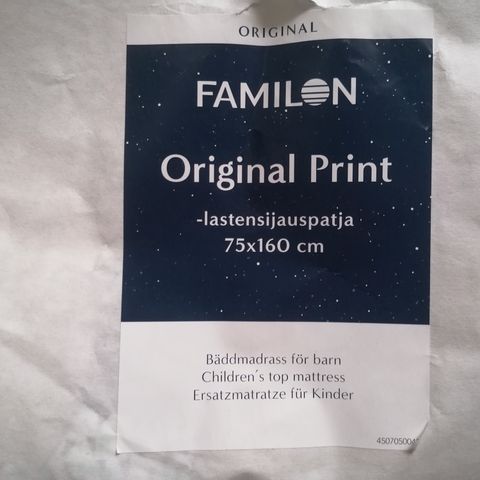 ORIGINAL
FAMILON
Original Print
-lastensijauspatja
75x160 cm
Bäddmadrass för barn
Children´s top mattress
Ersatzmatratze für Kinder